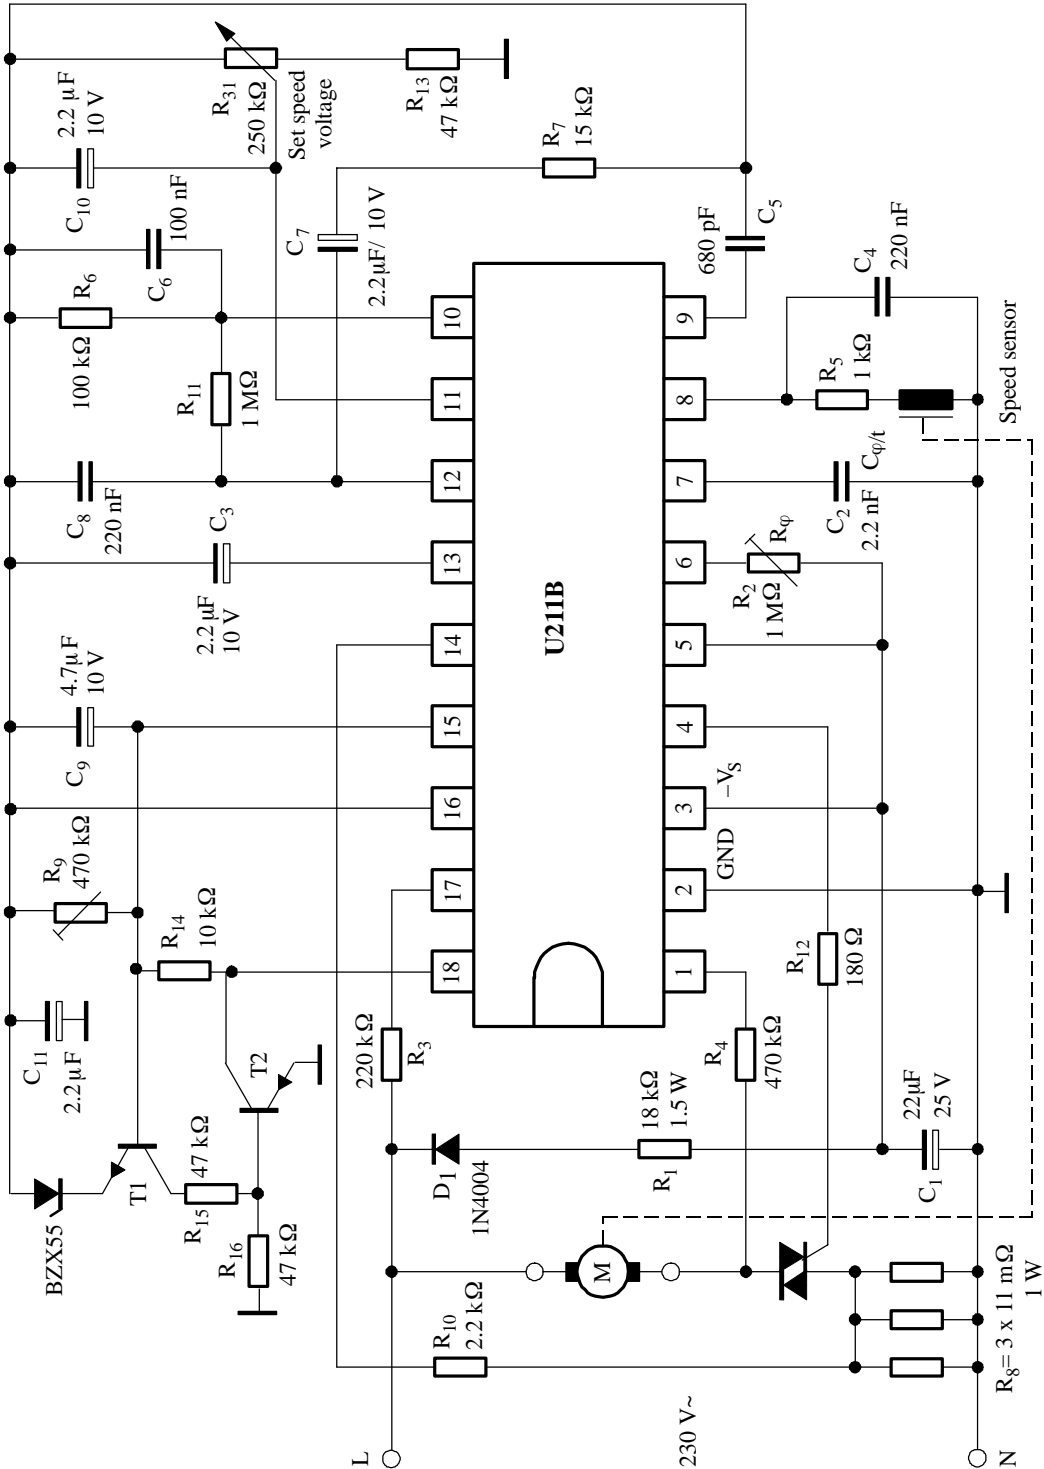 L
N
230 V~
R10
2.2 kΩ
R8= 3 x 11 mΩ
1 W
M
BZX55
T1
R15
47 kΩ
R16
47 kΩ
T2
D1
1N4004
R1
18 kΩ
1.5 W
C1
22µF
25 V
C11
2.2 µF
220 kΩ
R3
R4
470 kΩ
R12
180 Ω
R14
10 kΩ
R9
470 kΩ
18
17
16
15
14
13
12
11
10
1
2
3
4
5
6
7
8
9
U211B
GND
–VS
C9
4.7µF
10 V
2.2 µF
10 V
C3
R2
1 MΩ
Rφ
C8
220 nF
C2
2.2 nF
Cφ/t
R11
1 MΩ
100 kΩ
R6
R5
1 kΩ
Speed sensor
C6
100 nF
C7
2.2µF/ 10 V
680 pF
C5
C4
220 nF
C10
2.2 µF
10 V
R31
250 kΩ
Set speed
voltage
R13
47 kΩ
R7
15 kΩ